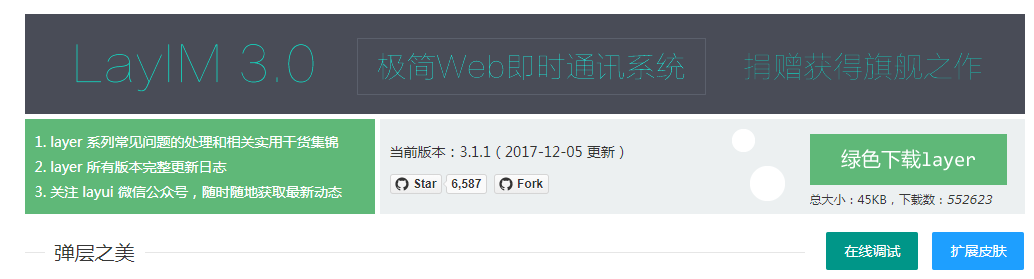 LayIM 3.0 极简Web即时通讯系统 捐赠获得旗舰之作
1. layer 系列常见问题的处理和相关实用干货集锦
2. layer 所有版本完整更新日志
3. 关注 layui 微信公众号，随时随地获取最新动态
当前版本：3.1.1 ( 2017-12-05 更新 )
Star 6,587 Fork
绿色下载layer
总大小：45KB，下载数：552623
弹层之美
在线调试 扩展皮肤